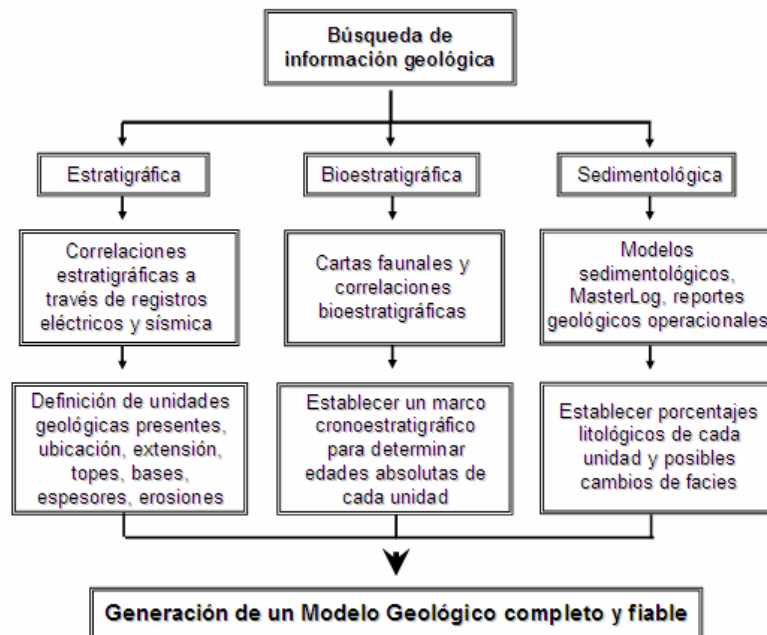 Búsqueda de
información geológica
Estratigráfica
Bioestratigráfica
Sedimentológica
Correlaciones
estratigráficas a
través de registros
eléctricos y sísmica
Cartas faunales y
correlaciones
bioestratigráficas
Modelos
sedimentológicos,
MasterLog, reportes
geológicos operacionales
Definición de unidades
geológicas presentes,
ubicación, extensión,
topes, bases,
espesores, erosiones
Establecer un marco
cronoestratigráfico
para determinar
edades absolutas de
cada unidad
Establecer porcentajes
litológicos de cada
unidad y posibles
cambios de facies
Generación de un Modelo Geológico completo y fiable